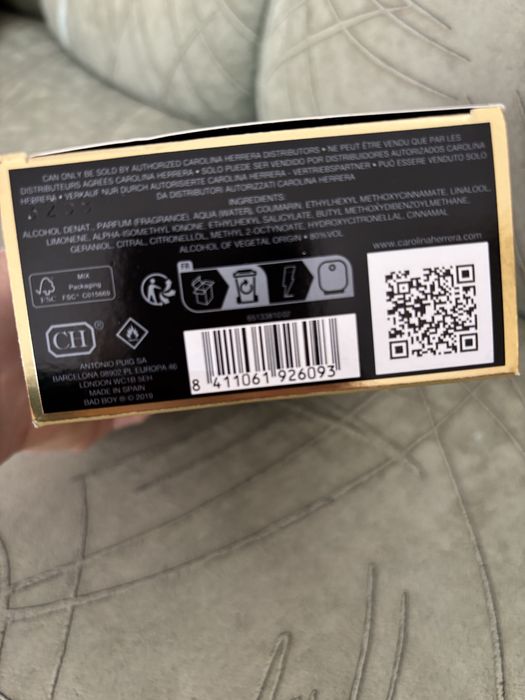 CAN ONLY BE SOLD BY AUTHORIZED CAROLINA HERRERA DISTRIBUTORS • NE PEUT ÊTRE VENDU QUE PAR LES
DISTRIBUTEURS AGRÉÉS CAROLINA HERRERA • SÓLO PUEDE SER VENDIDO POR DISTRIBUIDORES AUTORIZADOS CAROLINA
HERRERA • VERKAUF NUR DURCH AUTORISIERTE CAROLINA HERRERA - VERTRIEBSPARTNER • PUÒ ESSERE VENDUTO SOLO
DA DISTRIBUTORI AUTORIZZATI CAROLINA HERRERA
INGREDIENTS:
ALCOHOL DENAT., PARFUM (FRAGRANCE), AQUA (WATER), COUMARIN, ETHYLHEXYL METHOXYCINNAMATE, LINALOOL,
LIMONENE, ALPHA-ISOMETHYL IONONE, ETHYLHEXYL SALICYLATE, BUTYL METHOXYDIBENZOYLMETHANE,
GERANIOL, CITRAL, CITRONELLOL, METHYL 2-OCTYNOATE, HYDROXYCITRONELLAL, CINNAMAL
ALCOHOL OF VEGETAL ORIGIN • 80%VOL
www.carolinaherrera.com
FSC
MIX
Packaging
FSC® C015666
FR
CH®
6513381002
8 411061 926093
ANTONIO PUIG SA
BARCELONA 08902 PL EUROPA 46
LONDON WC1B 5EH
MADE IN SPAIN
BAD BOY ® © 2019